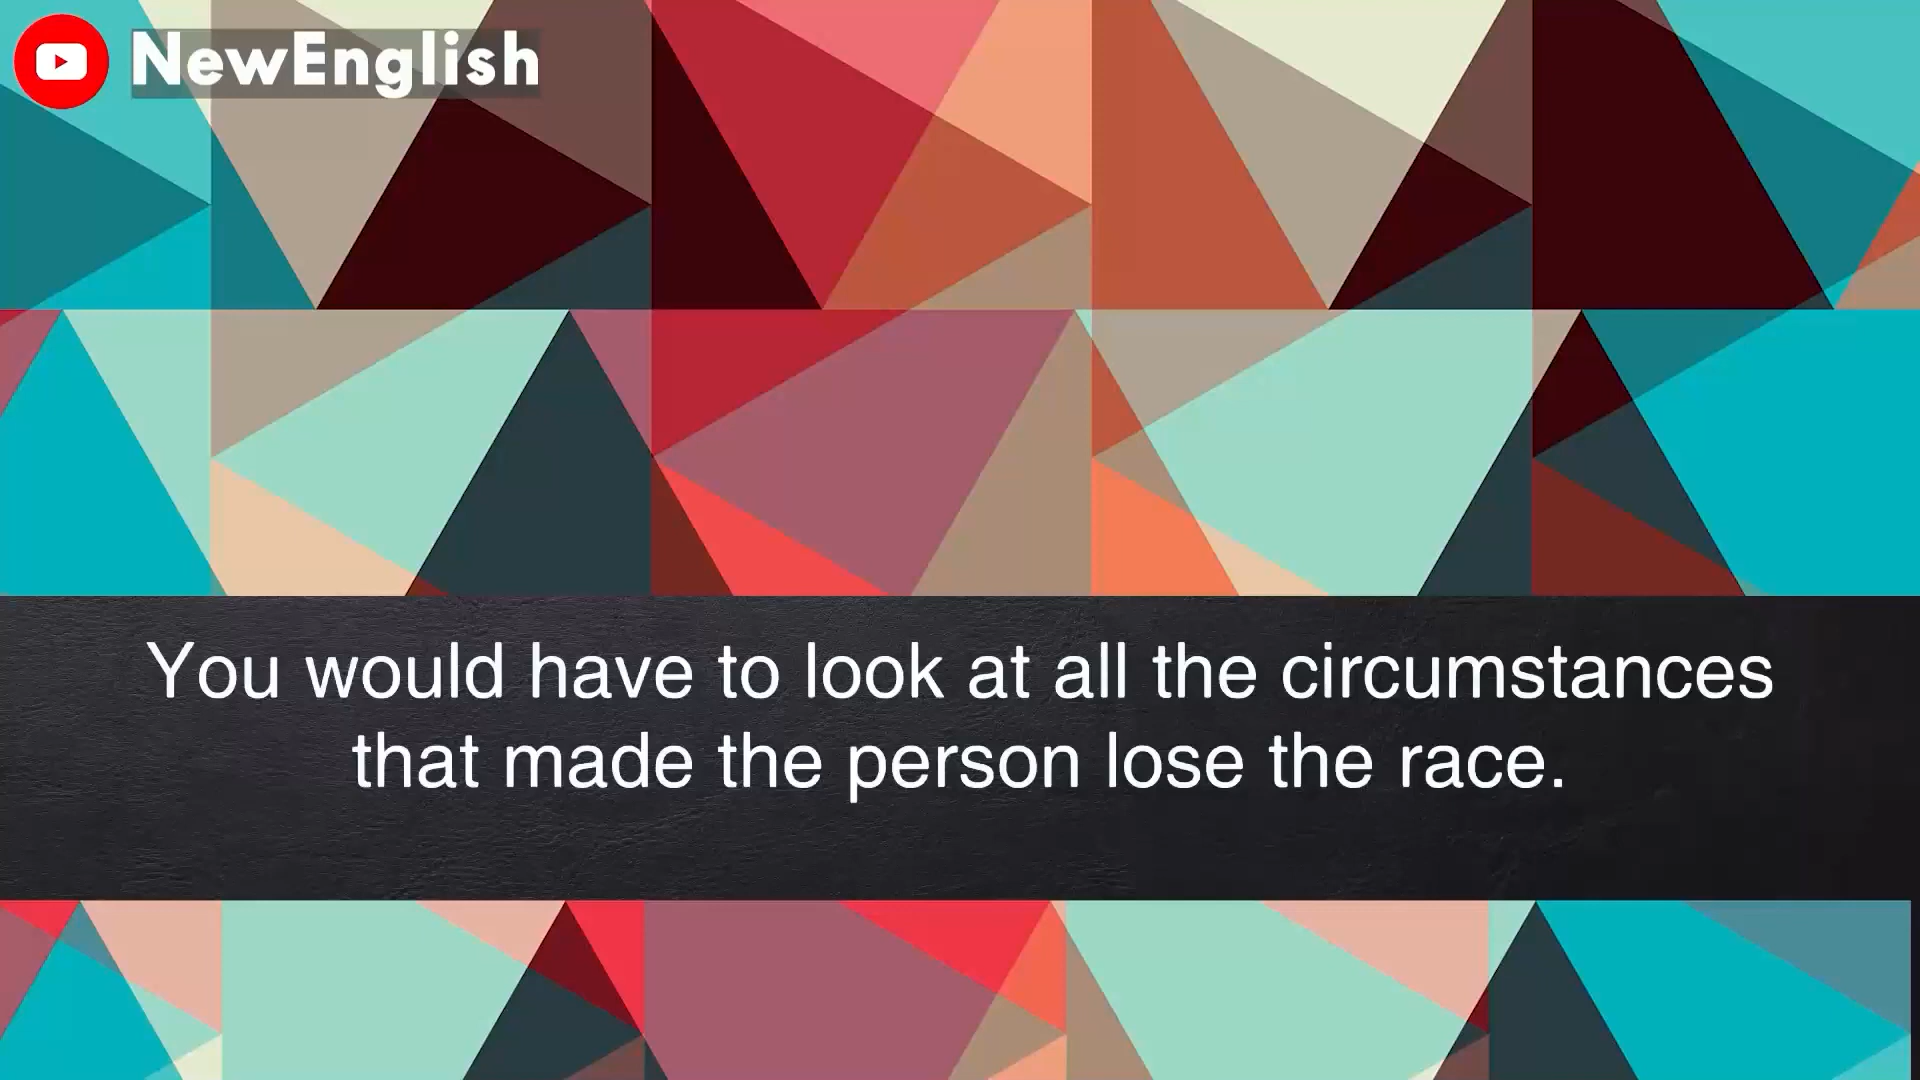 NewEnglish
You would have to look at all the circumstances
that made the person lose the race.